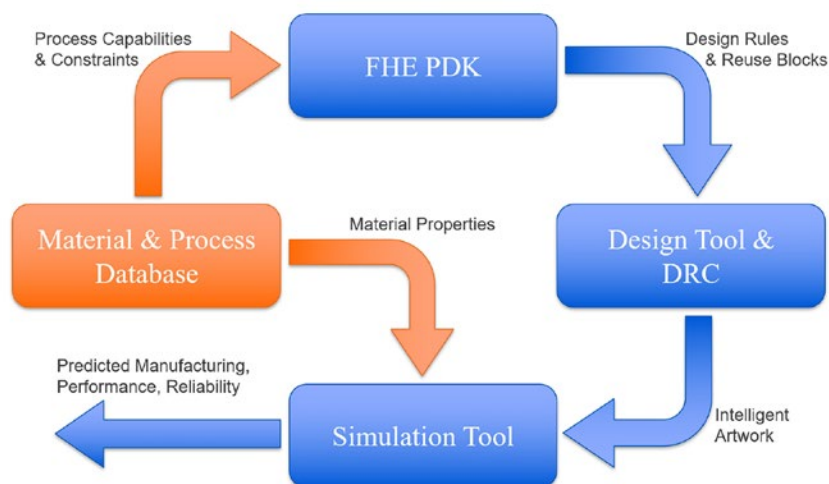 Process Capabilities
& Constraints
FHE PDK
Design Rules
& Reuse Blocks
Material & Process
Database
Material Properties
Design Tool &
DRC
Predicted Manufacturing,
Performance, Reliability
Simulation Tool
Intelligent
Artwork